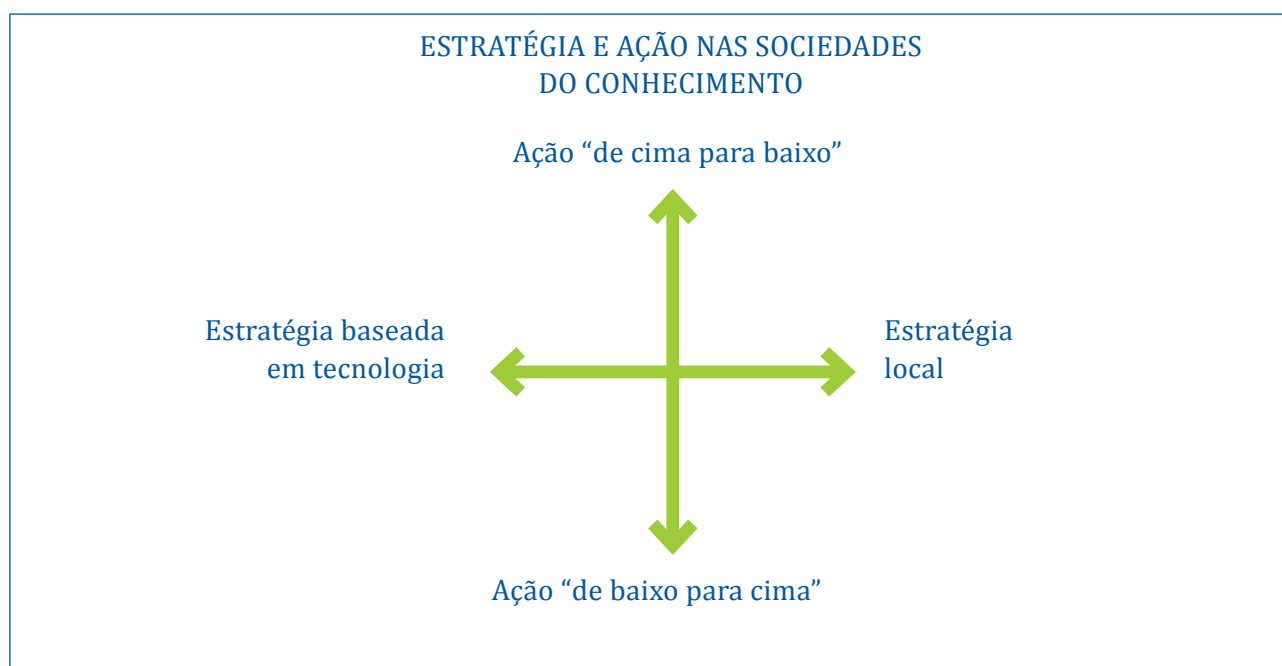 ESTRATÉGIA E AÇÃO NAS SOCIEDADES
DO CONHECIMENTO
Ação “de cima para baixo”
Estratégia baseada
em tecnologia
Estratégia
local
Ação “de baixo para cima”